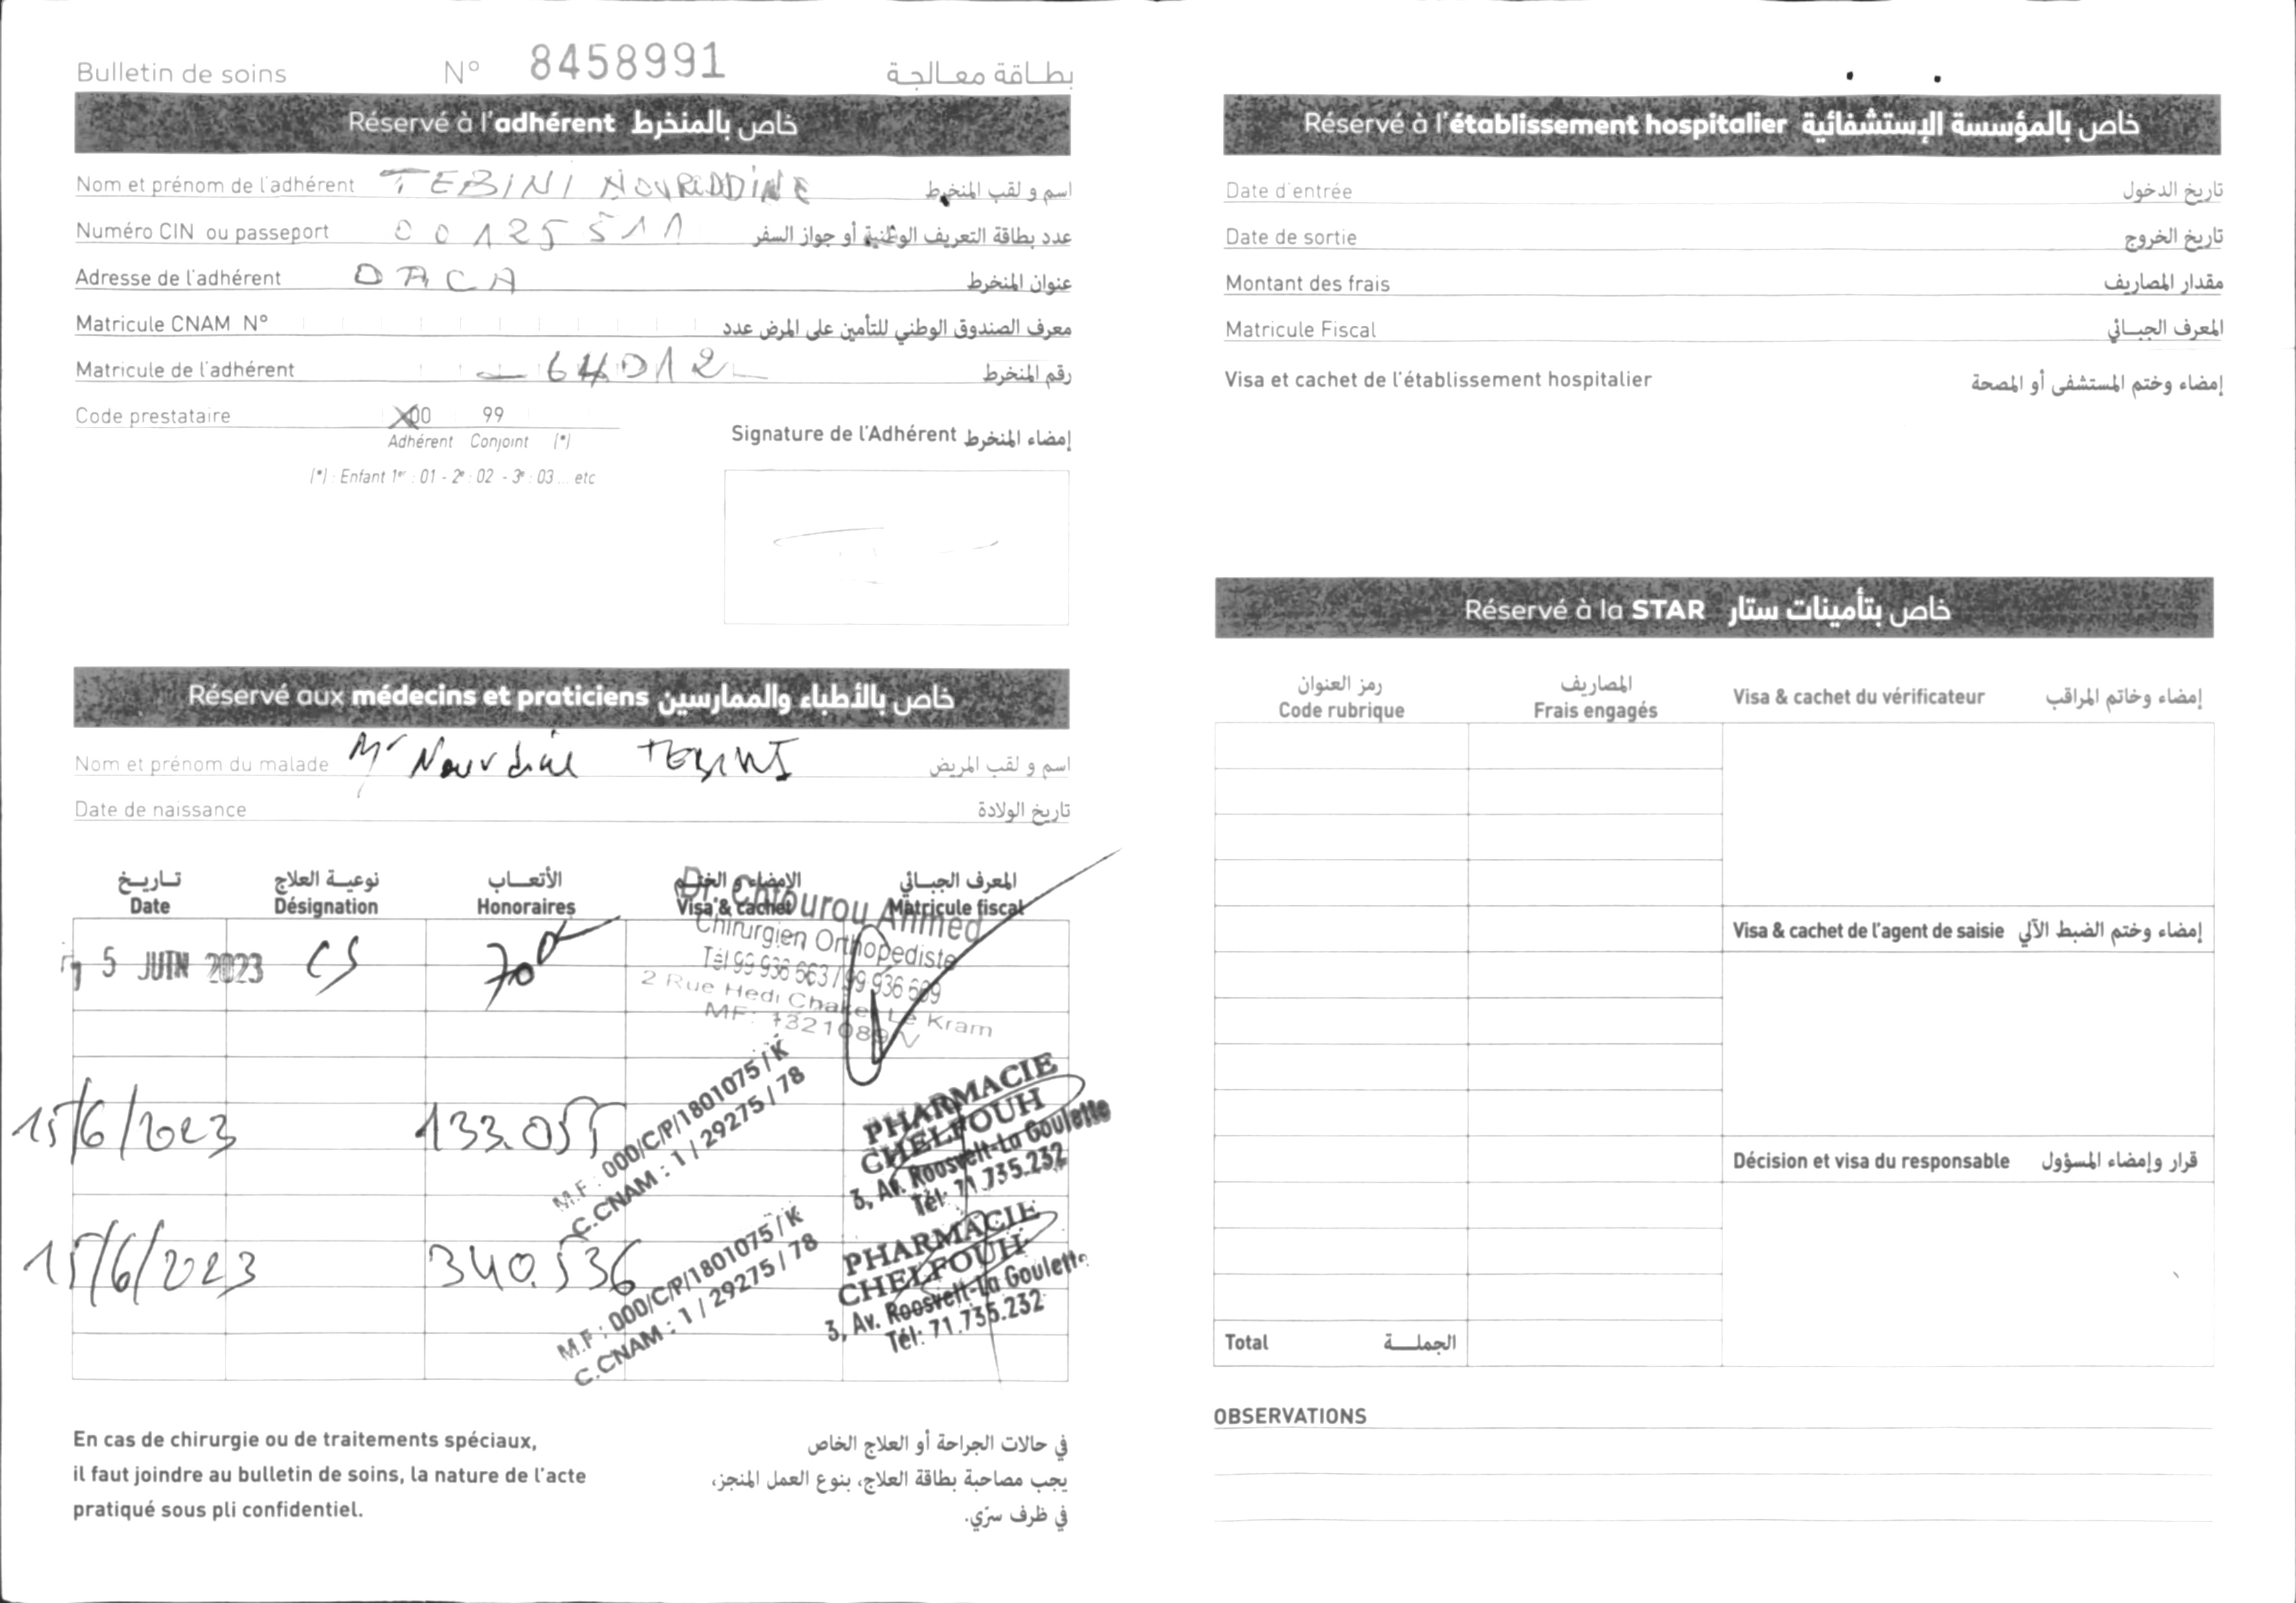 Bulletin de soins N° 8458991 بطاقة معالجة
Réservé à l'adhérent خاص بالمنخرط
Nom et prénom de l'adhérent TEBINI NOUREDDINE اسم و لقب المنخرط
Numéro CIN ou passeport 00125511 عدد بطاقة التعريف الوطنية أو جواز السفر
Adresse de l'adhérent OACA عنوان المنخرط
Matricule CNAM N° معرف الصندوق الوطني للتأمين على المرض عدد
Matricule de l'adhérent 64012 رقم المنخرط
Code prestataire 00 99
Adhérent Conjoint (*)
(*) : Enfant 1er : 01 - 2e : 02 - 3e : 03 ... etc
Signature de l'Adhérent إمضاء المنخرط
Réservé aux médecins et praticiens خاص بالأطباء والممارسين
Nom et prénom du malade Mr TEBINI اسم و لقب المريض
Date de naissance تاريخ الولادة
تاريخ نوعية العلاج الأتعاب الإمضاء و الختم المعرف الجبائي
Date Désignation Honoraires Visa & cachet Matricule fiscal
5 JUIN 2023 CS 70
Dr. Chtourou Ahmed
Chirurgien Orthopediste
Tél 99 936 663 / 99 936 669
2 Rue Hedi Chaker Le Kram
MF: 1321089 V
15/6/2023 133.055
M.F : 000/C/P/1801075 / K
C.CNAM : 1 / 29275 / 78
PHARMACIE
CHELFOUH
3, Av. Roosvelt-La Goulette
Tél: 71.735.232
15/6/2023 340.536
M.F : 000/C/P/1801075 / K
C.CNAM : 1 / 29275 / 78
PHARMACIE
CHELFOUH
3, Av. Roosvelt-La Goulette
Tél: 71.735.232
En cas de chirurgie ou de traitements spéciaux,
il faut joindre au bulletin de soins, la nature de l'acte
pratiqué sous pli confidentiel.
في حالات الجراحة أو العلاج الخاص
يجب مصاحبة بطاقة العلاج، بنوع العمل المنجز،
في ظرف سرّي.
Réservé à l'établissement hospitalier خاص بالمؤسسة الإستشفائية
Date d'entrée تاريخ الدخول
Date de sortie تاريخ الخروج
Montant des frais مقدار المصاريف
Matricule Fiscal المعرف الجبائي
Visa et cachet de l'établissement hospitalier إمضاء وختم المستشفى أو المصحة
Réservé à la STAR خاص بتأمينات ستار
رمز العنوان المصاريف
Code rubrique Frais engagés Visa & cachet du vérificateur إمضاء وخاتم المراقب
Visa & cachet de l'agent de saisie إمضاء وختم الضبط الآلي
Décision et visa du responsable قرار وإمضاء المسؤول
Total الجملة
OBSERVATIONS